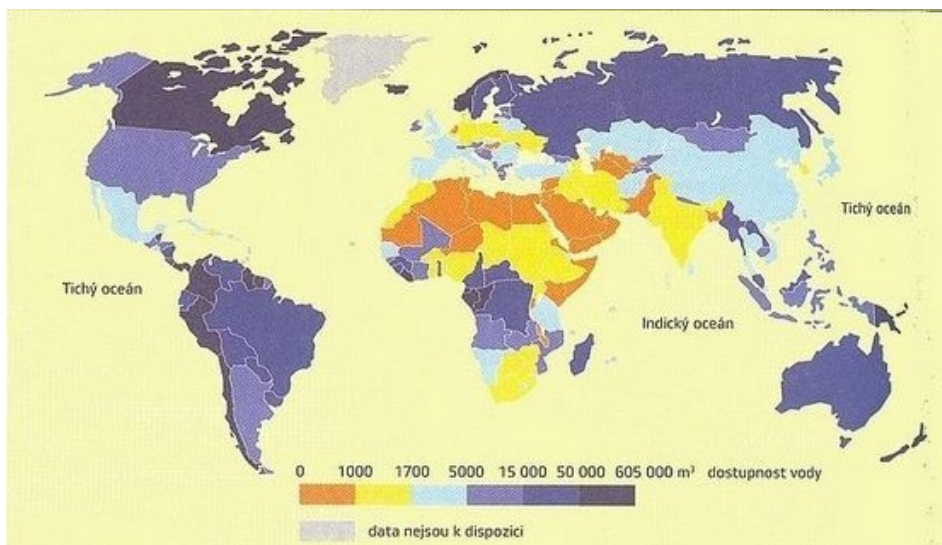 Tichý oceán
Tichý oceán
Indický oceán
0 1000 1700 5000 15 000 50 000 605 000 m³ dostupnost vody
data nejsou k dispozici